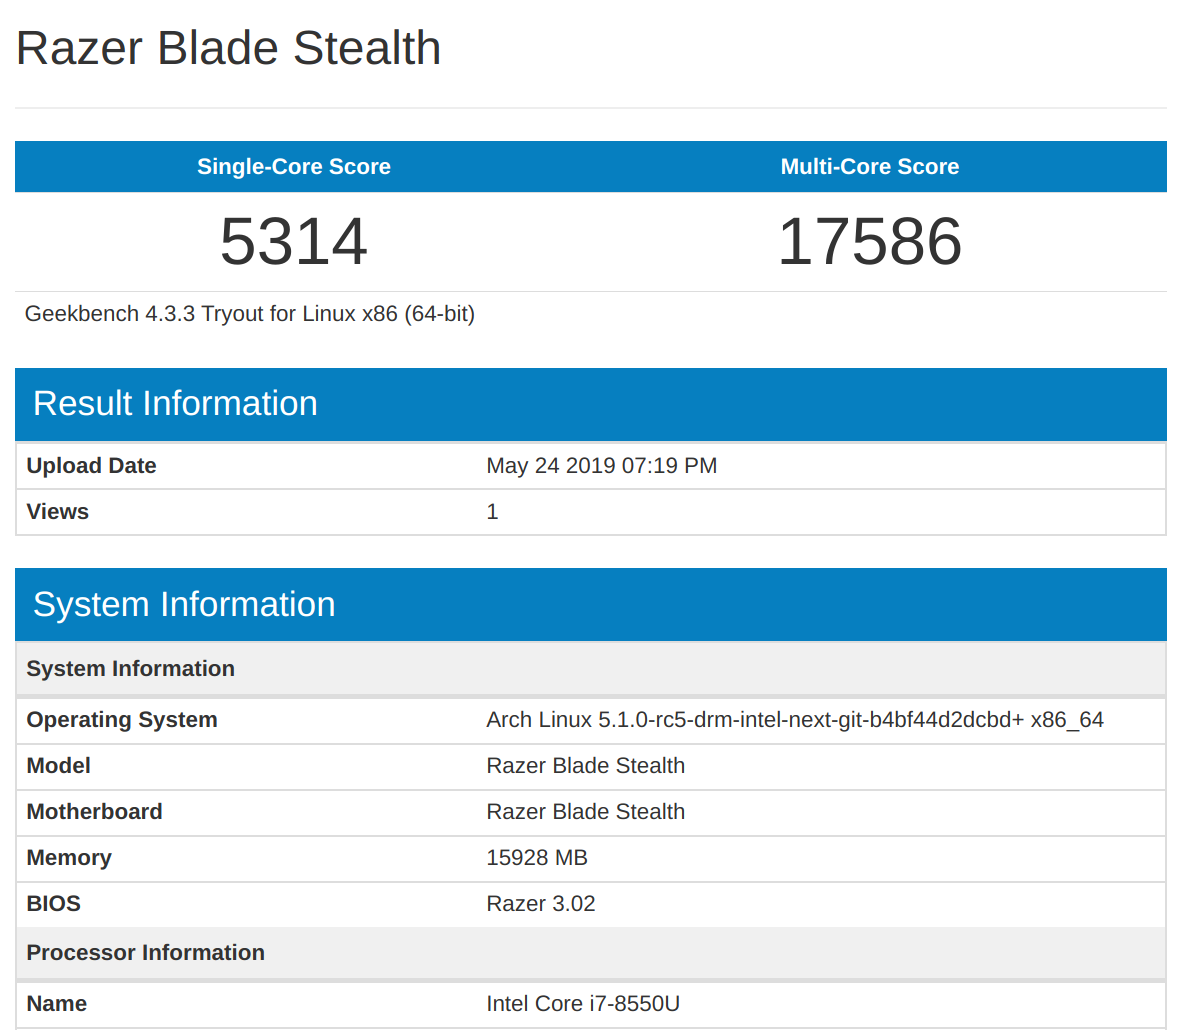 Razer Blade Stealth
Single-Core Score Multi-Core Score
5314 17586
Geekbench 4.3.3 Tryout for Linux x86 (64-bit)
Result Information
Upload Date May 24 2019 07:19 PM
Views 1
System Information
System Information
Operating System Arch Linux 5.1.0-rc5-drm-intel-next-git-b4bf44d2dcbd+ x86_64
Model Razer Blade Stealth
Motherboard Razer Blade Stealth
Memory 15928 MB
BIOS Razer 3.02
Processor Information
Name Intel Core i7-8550U